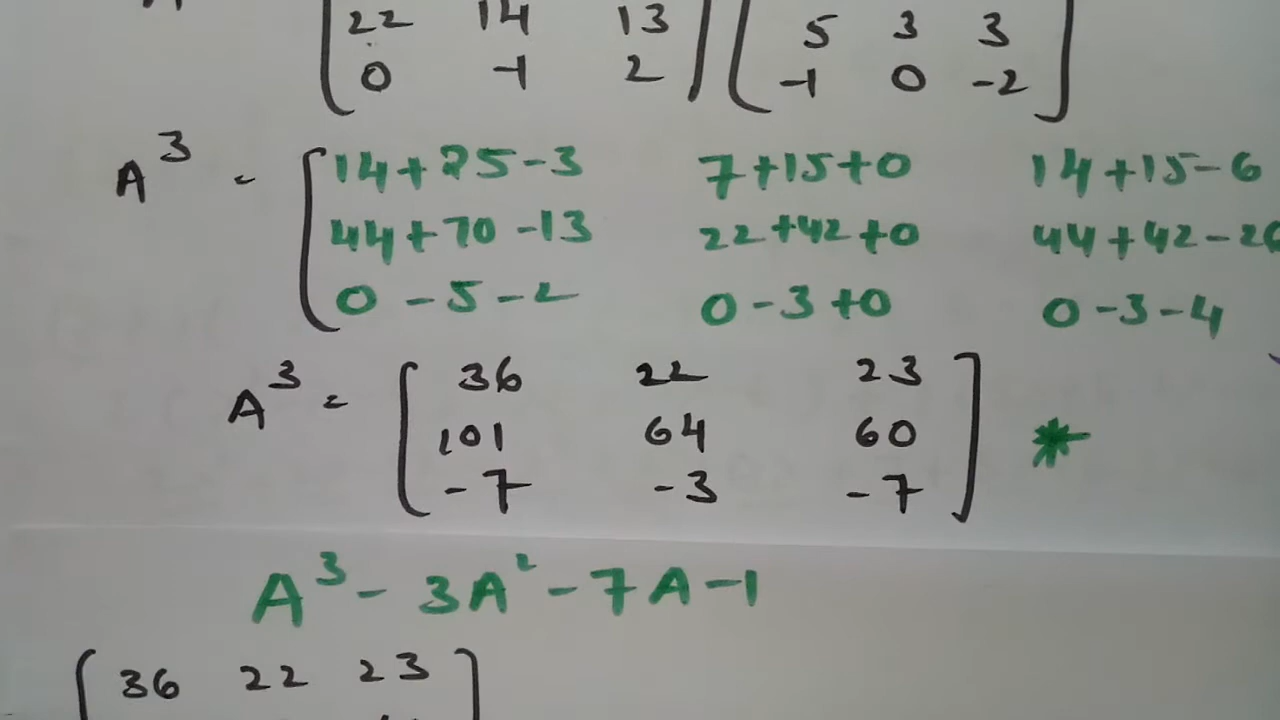 22 14 13 5 3 3
0 -1 2 -1 0 -2
A³ = 14+25-3 7+15+0 14+15-6
44+70-13 22+42+0 44+42-26
0-5-2 0-3+0 0-3-4
A³ = 36 22 23
101 64 60 *
-7 -3 -7
A³ - 3A² - 7A - 1
36 22 23